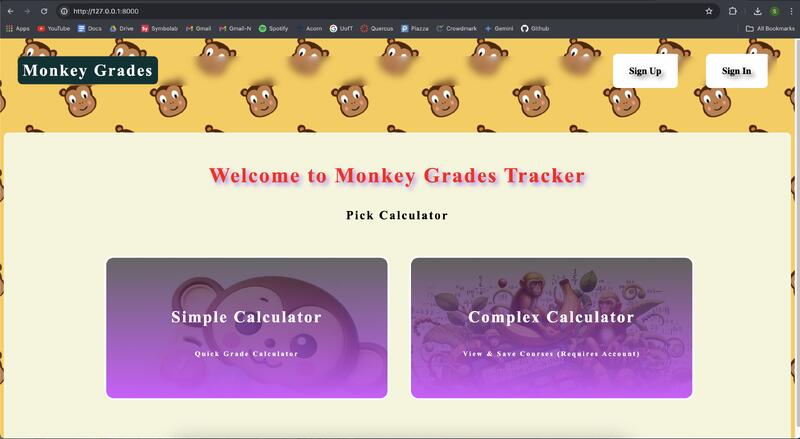 http://127.0.0.1:8000
S
YouTube Docs Drive Symbolab Gmail Gmail-N Spotify Acorn UofT Quercus Piazza Crowdmark Gemini Github All Bookmarks
Monkey Grades
Sign Up
Sign In
Welcome to Monkey Grades Tracker
Pick Calculator
Simple Calculator
Quick Grade Calculator
Complex Calculator
View & Save Courses (Requires Account)